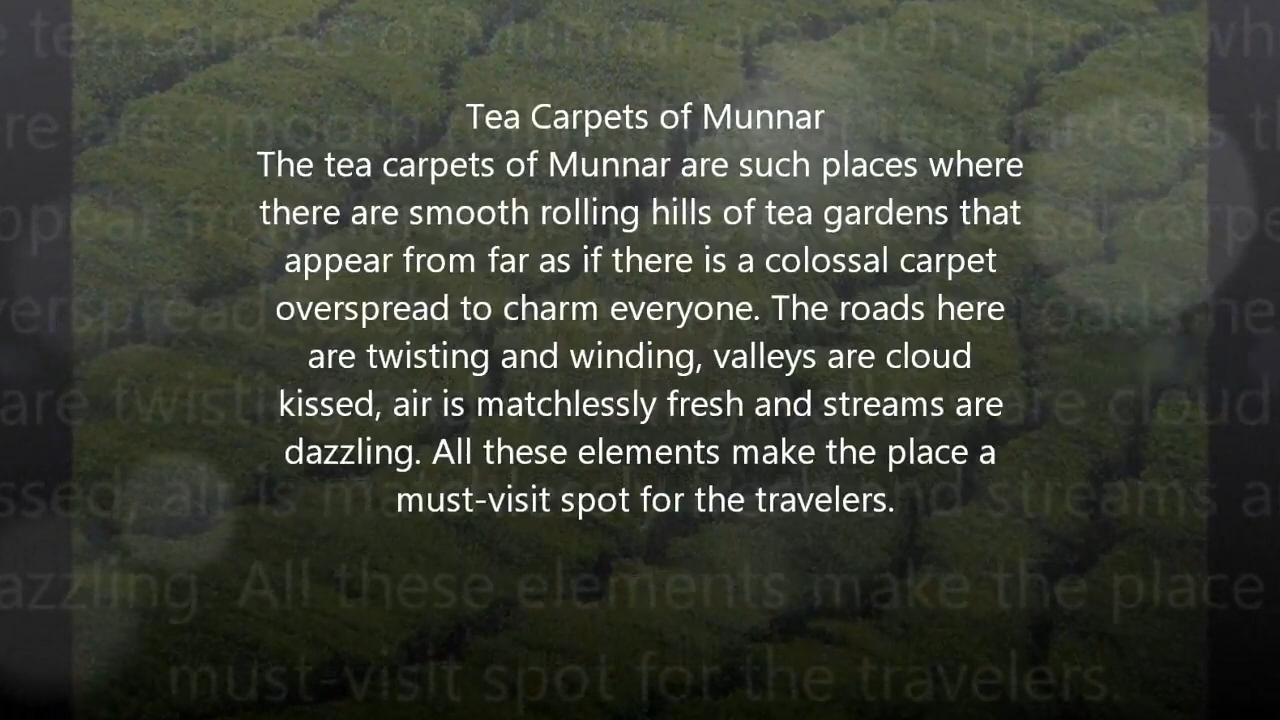 Tea Carpets of Munnar
The tea carpets of Munnar are such places where
there are smooth rolling hills of tea gardens that
appear from far as if there is a colossal carpet
overspread to charm everyone. The roads here
are twisting and winding, valleys are cloud
kissed, air is matchlessly fresh and streams are
dazzling. All these elements make the place a
must-visit spot for the travelers.